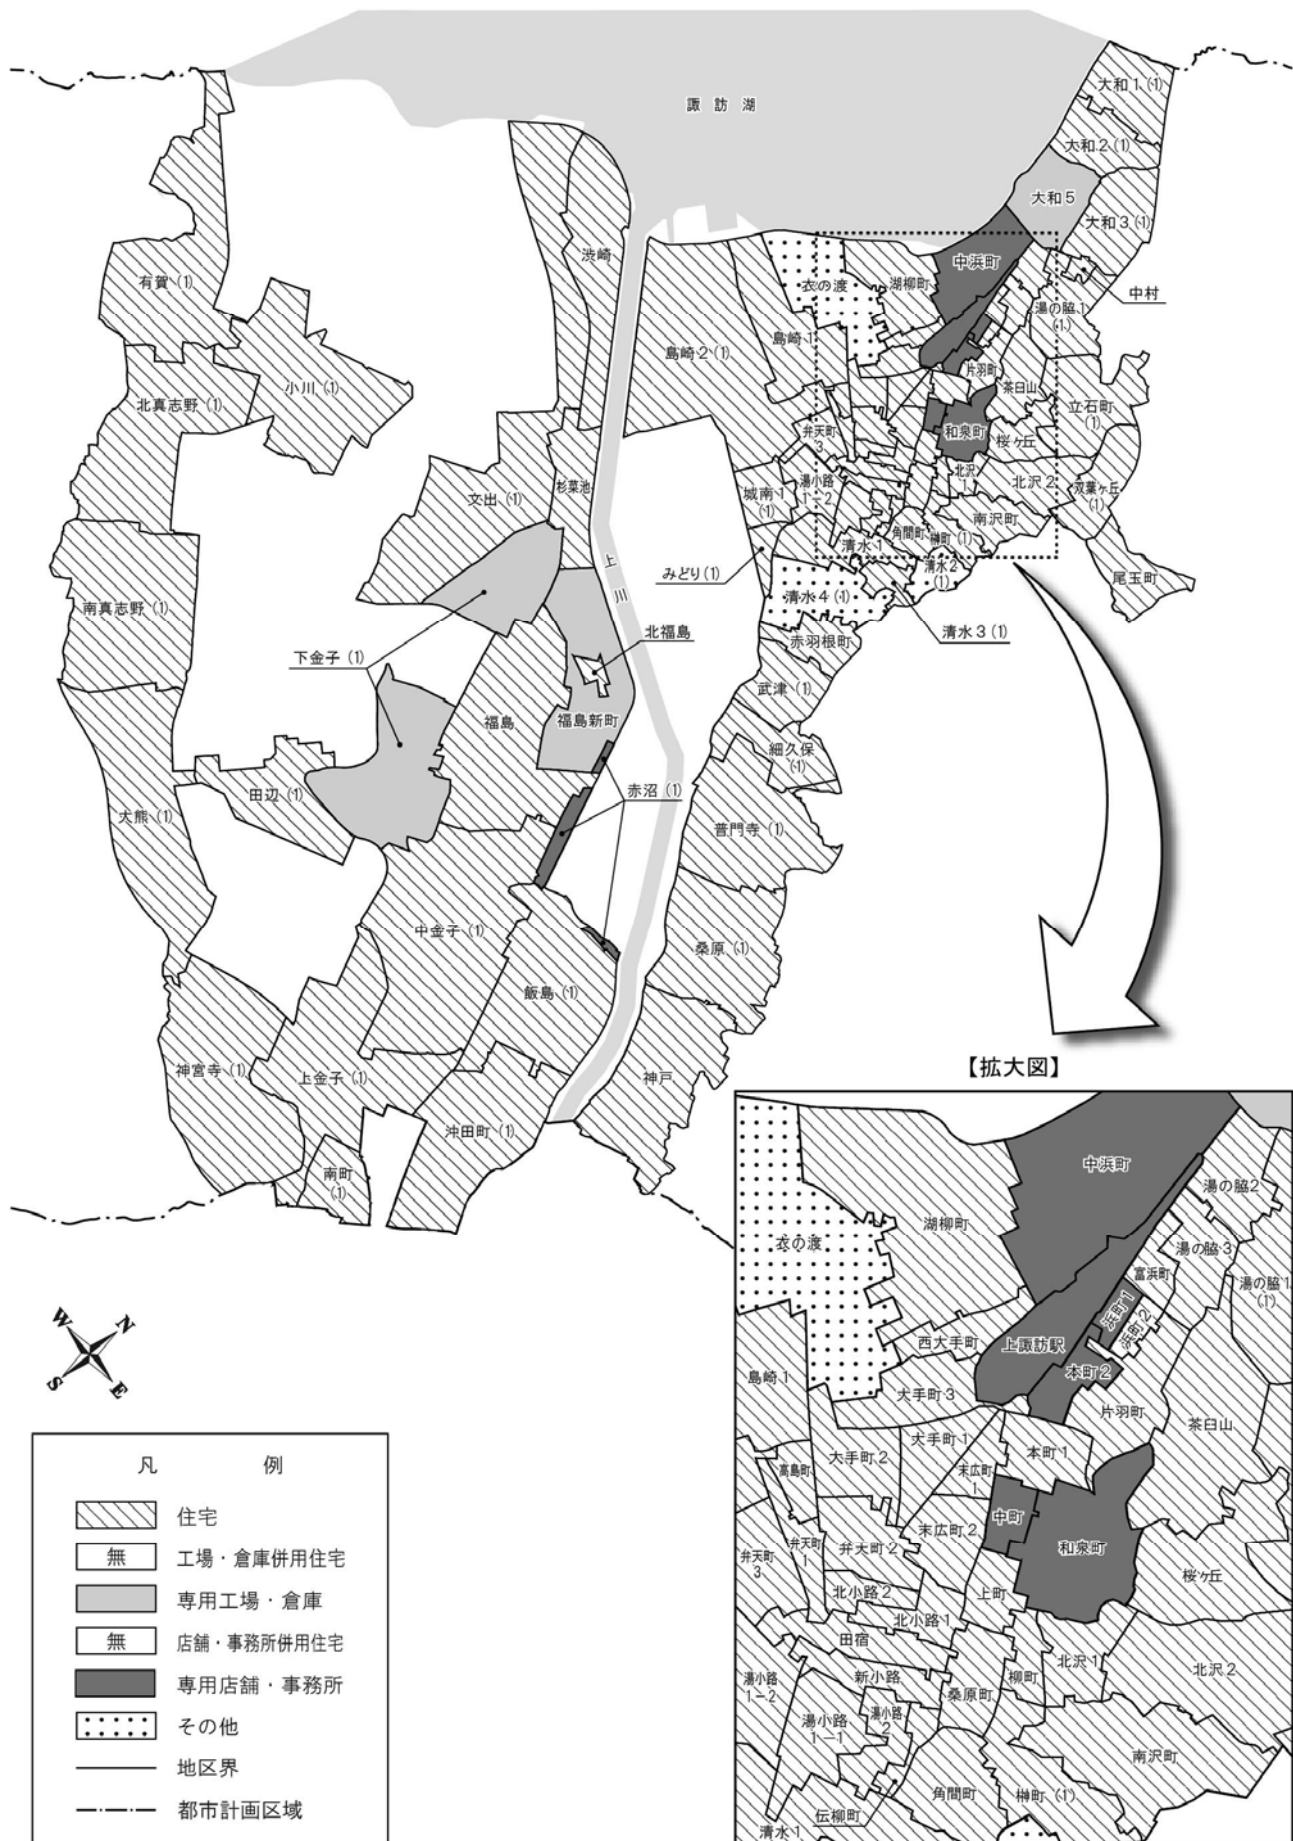 諏訪湖
大和1(1)
大和2(1)
大和5
大和3(1)
中村
渋崎
有賀(1)
中浜町
衣の渡
湖柳町
湯の脇1
(1)
島崎1
島崎2(1)
小川(1)
北真志野(1)
片羽町
茶臼山
立石町
(1)
弁天町
3
和泉町
桜ヶ丘
文出(1)
杉菜池
城南1
(1)
湯小路
1-2
北沢
1
北沢2
双葉ヶ丘
(1)
南沢町
角間町
榊町(1)
清水1
上川
みどり(1)
清水2
(1)
尾玉町
南真志野(1)
清水4(1)
清水3(1)
赤羽根町
北福島
下金子(1)
武津(1)
福島
福島新町
細久保
(1)
赤沼(1)
田辺(1)
大熊(1)
普門寺(1)
中金子(1)
桑原(1)
飯島(1)
神宮寺(1)
上金子(1)
神戸
沖田町(1)
南町
(1)
【拡大図】
中浜町
湯の脇2
湖柳町
衣の渡
湯の脇3
富浜町
湯の脇1
(1)
浜町1
浜町2
西大手町
上諏訪駅
本町2
島崎1
大手町3
片羽町
茶臼山
大手町1
本町1
大手町2
高島町
末広町
1
中町
末広町2
和泉町
弁天町
3
弁天町
1
弁天町2
桜ヶ丘
北小路2
上町
北小路1
田宿
北沢1
北沢2
湯小路
1-2
新小路
柳町
桑原町
湯小路
1-1
湯小路
2
南沢町
角間町
榊町(1)
伝柳町
清水1
W
N
S
E
凡例
住宅
無 工場・倉庫併用住宅
専用工場・倉庫
無 店舗・事務所併用住宅
専用店舗・事務所
その他
地区界
都市計画区域